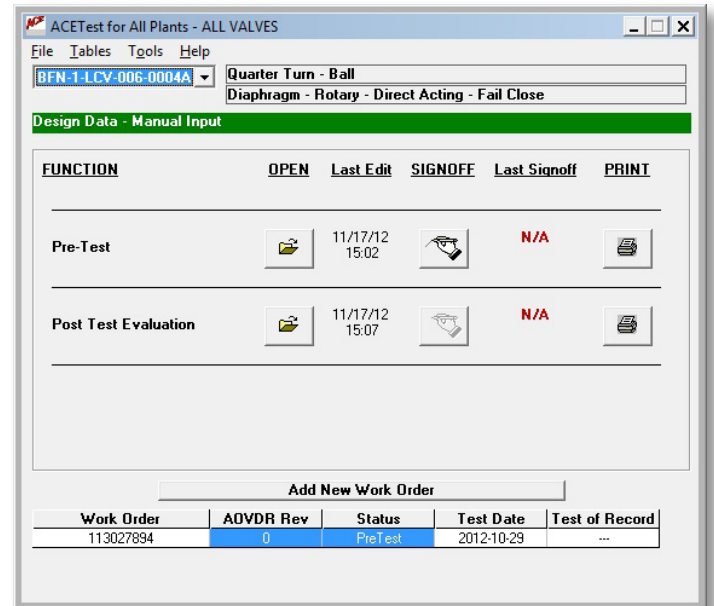 ACE ACETest for All Plants - ALL VALVES
File Tables Tools Help
BFN-1-LCV-006-0004A Quarter Turn - Ball
Diaphragm - Rotary - Direct Acting - Fail Close
Design Data - Manual Input
FUNCTION OPEN Last Edit SIGNOFF Last Signoff PRINT
Pre-Test 11/17/12 15:02 N/A
Post Test Evaluation 11/17/12 15:07 N/A
Add New Work Order
Work Order AOVDR Rev Status Test Date Test of Record
113027894 0 PreTest 2012-10-29 ---